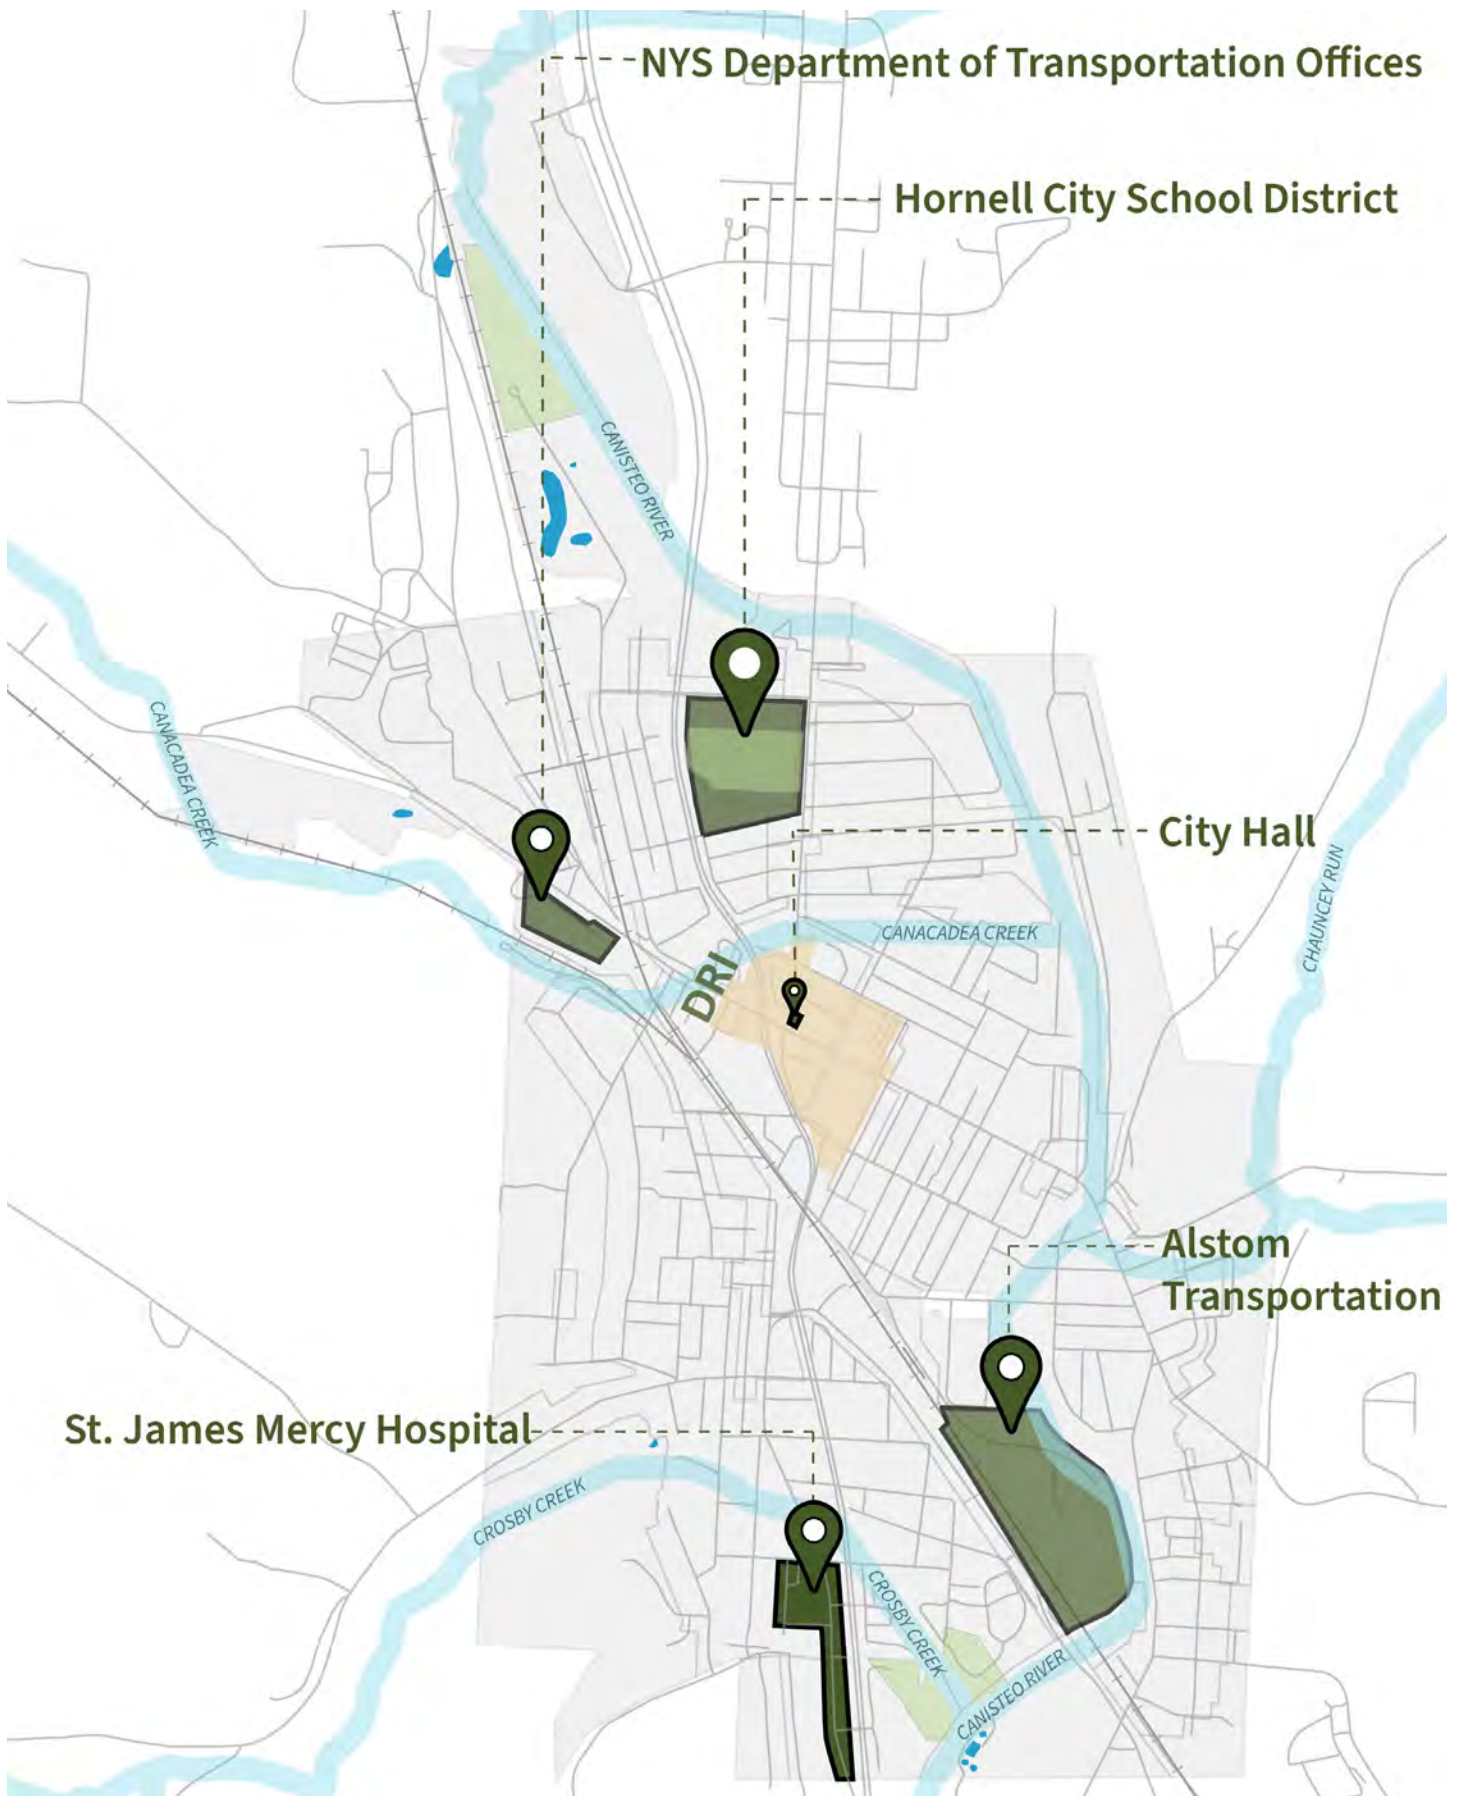 NYS Department of Transportation Offices
Hornell City School District
CANISTEO RIVER
CANACADEA CREEK
City Hall
CHAUNCEY RUN
CANACADEA CREEK
DRI
Alstom
Transportation
St. James Mercy Hospital
CROSBY CREEK
CROSBY CREEK
CANISTEO RIVER